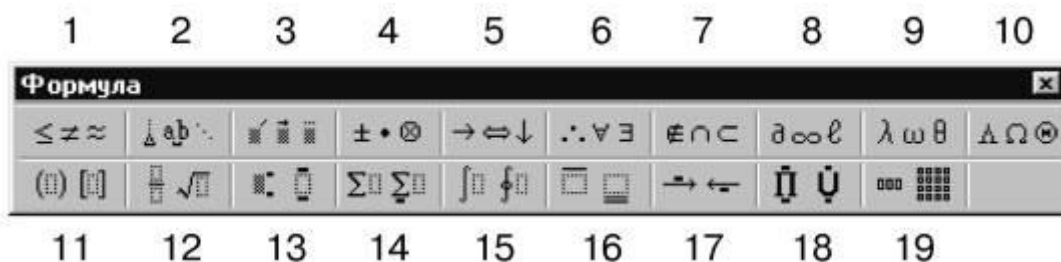 1 2 3 4 5 6 7 8 9 10
Формула
≤≠≈ ab ± • ⊗ →⇔↓ ∴∀∃ ∉∩⊂ ∂∞ℓ λωθ ΛΩΘ
(▯) [▯] √▯ Σ▯ Σ▯ ∫▯ ∮▯ → ← Π Ụ̇
11 12 13 14 15 16 17 18 19